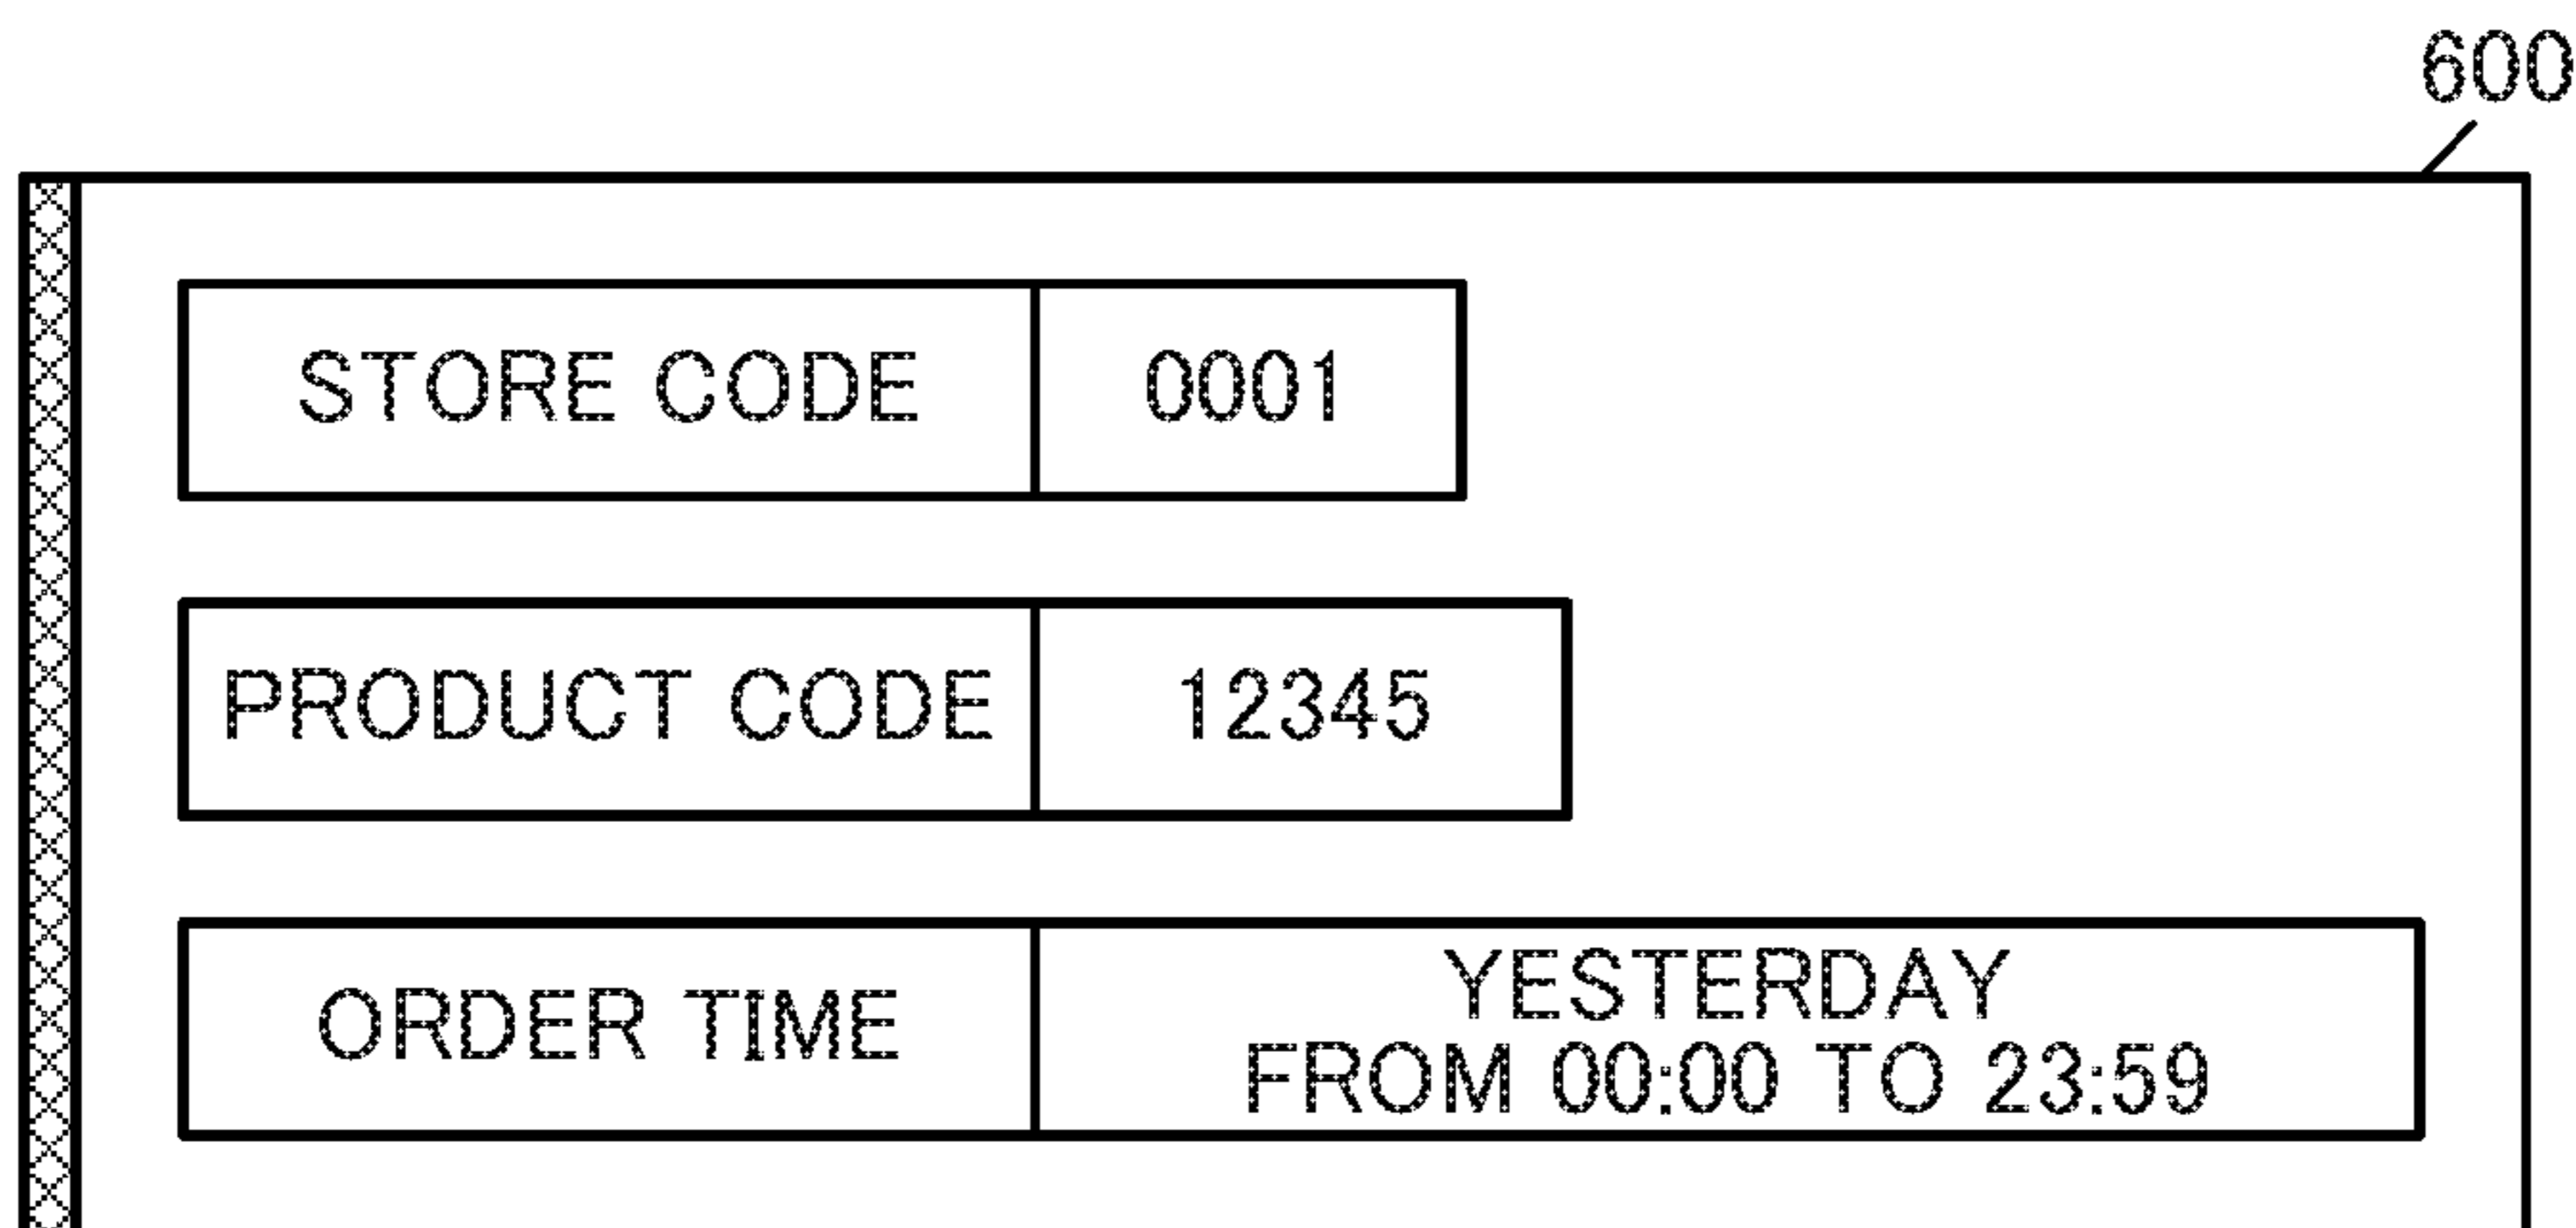 600
STORE CODE 0001
PRODUCT CODE 12345
ORDER TIME YESTERDAY
FROM 00:00 TO 23:59